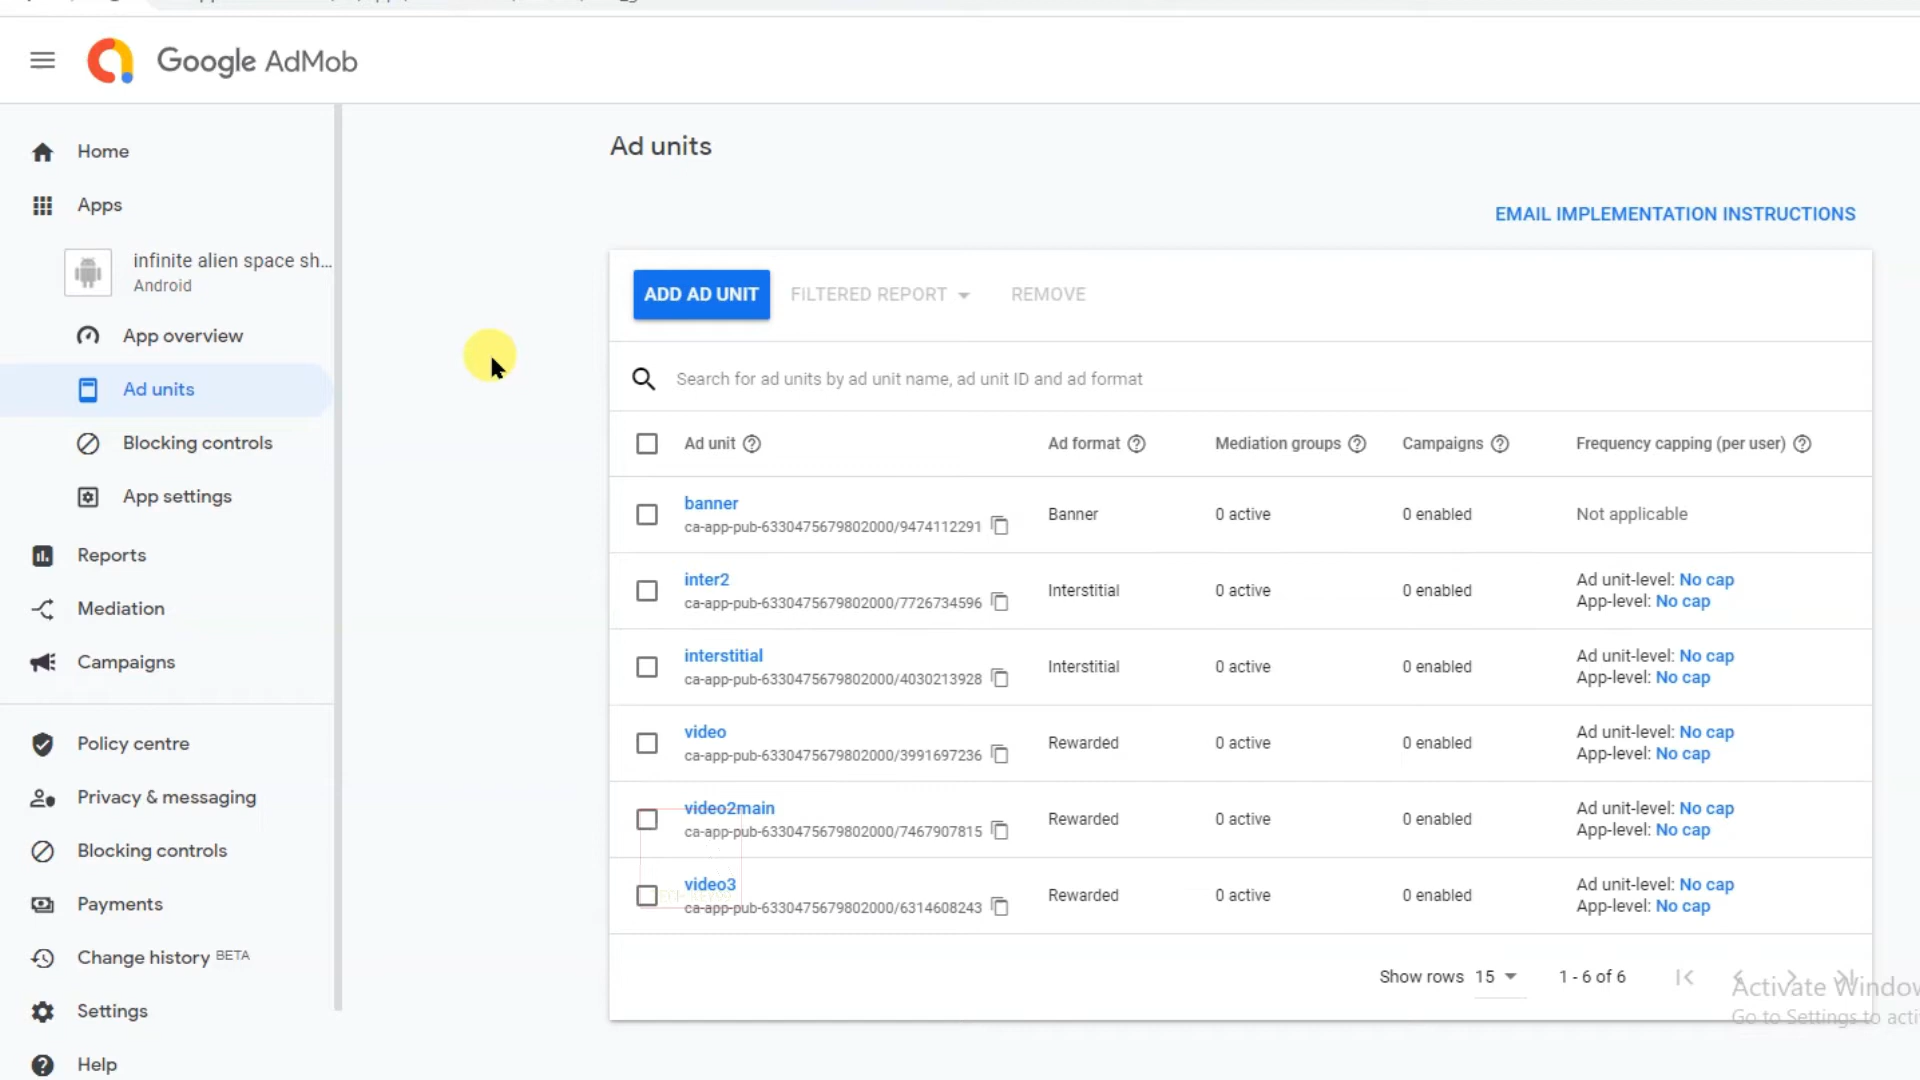 Google AdMob
Home
Apps
infinite alien space sh...
Android
App overview
Ad units
Blocking controls
App settings
Reports
Mediation
Campaigns
Policy centre
Privacy & messaging
Blocking controls
Payments
Change history BETA
Settings
Help
Ad units
EMAIL IMPLEMENTATION INSTRUCTIONS
ADD AD UNIT FILTERED REPORT REMOVE
Search for ad units by ad unit name, ad unit ID and ad format
Ad unit Ad format Mediation groups Campaigns Frequency capping (per user)
banner
ca-app-pub-6330475679802000/9474112291
Banner 0 active 0 enabled Not applicable
inter2
ca-app-pub-6330475679802000/7726734596
Interstitial 0 active 0 enabled
Ad unit-level: No cap
App-level: No cap
interstitial
ca-app-pub-6330475679802000/4030213928
Interstitial 0 active 0 enabled
Ad unit-level: No cap
App-level: No cap
video
ca-app-pub-6330475679802000/3991697236
Rewarded 0 active 0 enabled
Ad unit-level: No cap
App-level: No cap
video2main
ca-app-pub-6330475679802000/7467907815
Rewarded 0 active 0 enabled
Ad unit-level: No cap
App-level: No cap
video3
ca-app-pub-6330475679802000/6314608243
Rewarded 0 active 0 enabled
Ad unit-level: No cap
App-level: No cap
Show rows 15 1 - 6 of 6
Activate Window
Go to Settings to acti